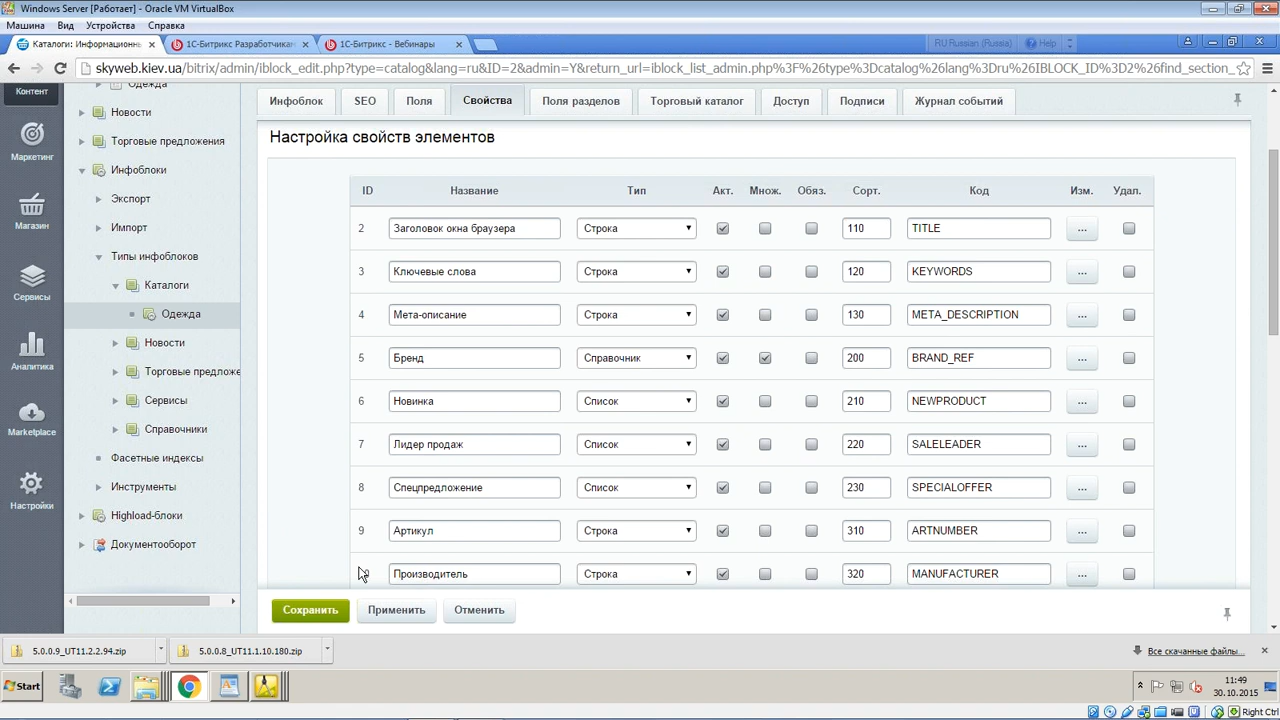 Windows Server [Работает] - Oracle VM VirtualBox
Машина Вид Устройства Справка
Каталоги: Информационны
1С-Битрикс Разработчикам
1С-Битрикс - Вебинары
RU Russian (Russia) Help
skyweb.kiev.ua/bitrix/admin/iblock_edit.php?type=catalog&lang=ru&ID=2&admin=Y&return_url=iblock_list_admin.php%3F%26type%3Dcatalog%26lang%3Dru%26IBLOCK_ID%3D2%26find_section_
Контент
Маркетинг
Магазин
Сервисы
Аналитика
Marketplace
Настройки
Одежда
Новости
Торговые предложения
Инфоблоки
Экспорт
Импорт
Типы инфоблоков
Каталоги
Одежда
Новости
Торговые предложе
Сервисы
Справочники
Фасетные индексы
Инструменты
Highload-блоки
Документооборот
Инфоблок SEO Поля Свойства Поля разделов Торговый каталог Доступ Подписи Журнал событий
Настройка свойств элементов
ID Название Тип Акт. Множ. Обяз. Сорт. Код Изм. Удал.
2 Заголовок окна браузера Строка 110 TITLE ...
3 Ключевые слова Строка 120 KEYWORDS ...
4 Мета-описание Строка 130 META_DESCRIPTION ...
5 Бренд Справочник 200 BRAND_REF ...
6 Новинка Список 210 NEWPRODUCT ...
7 Лидер продаж Список 220 SALELEADER ...
8 Спецпредложение Список 230 SPECIALOFFER ...
9 Артикул Строка 310 ARTNUMBER ...
Производитель Строка 320 MANUFACTURER ...
Сохранить Применить Отменить
5.0.0.9_UT11.2.2.94.zip
5.0.0.8_UT11.1.10.180.zip
Все скачанные файлы...
Start
11:49
30.10.2015
Right Ctrl